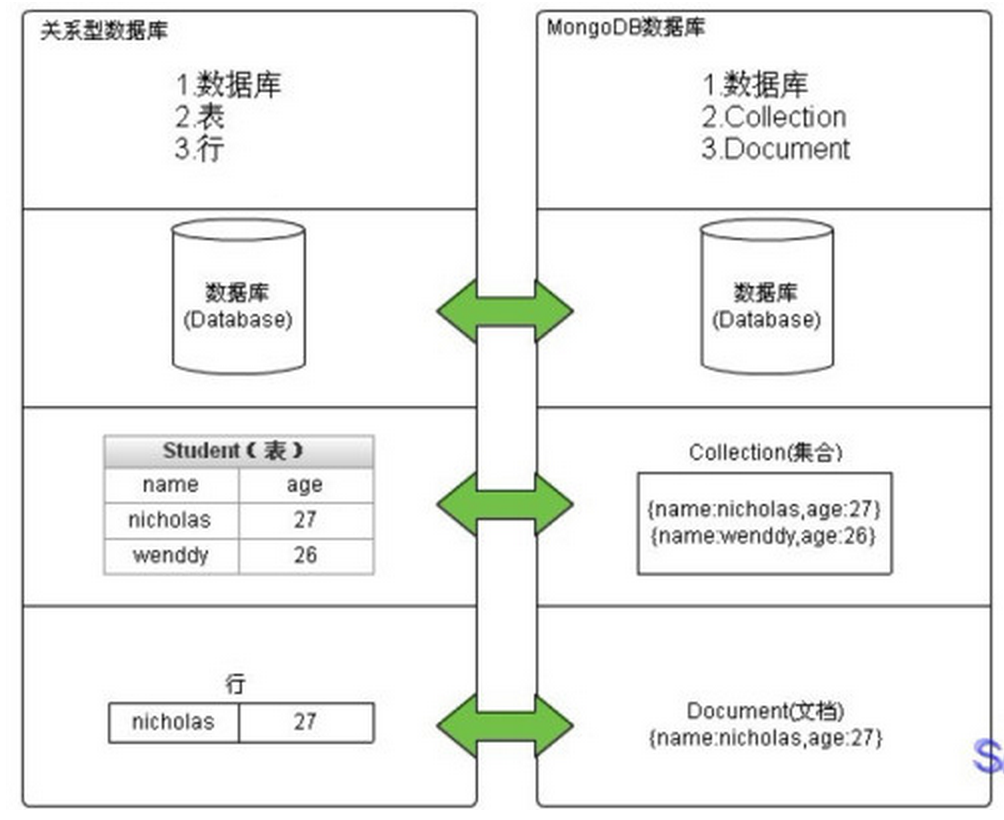 关系型数据库
1.数据库
2.表
3.行
数据库
(Database)
Student（表）
name age
nicholas 27
wenddy 26
行
nicholas 27
MongoDB数据库
1.数据库
2.Collection
3.Document
数据库
(Database)
Collection(集合)
{name:nicholas,age:27}
{name:wenddy,age:26}
Document(文档)
{name:nicholas,age:27}